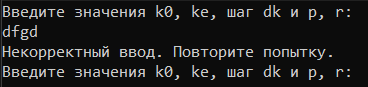 Введите значения k0, ke, шаг dk и p, r:
dfgd
Некорректный ввод. Повторите попытку.
Введите значения k0, ke, шаг dk и p, r: